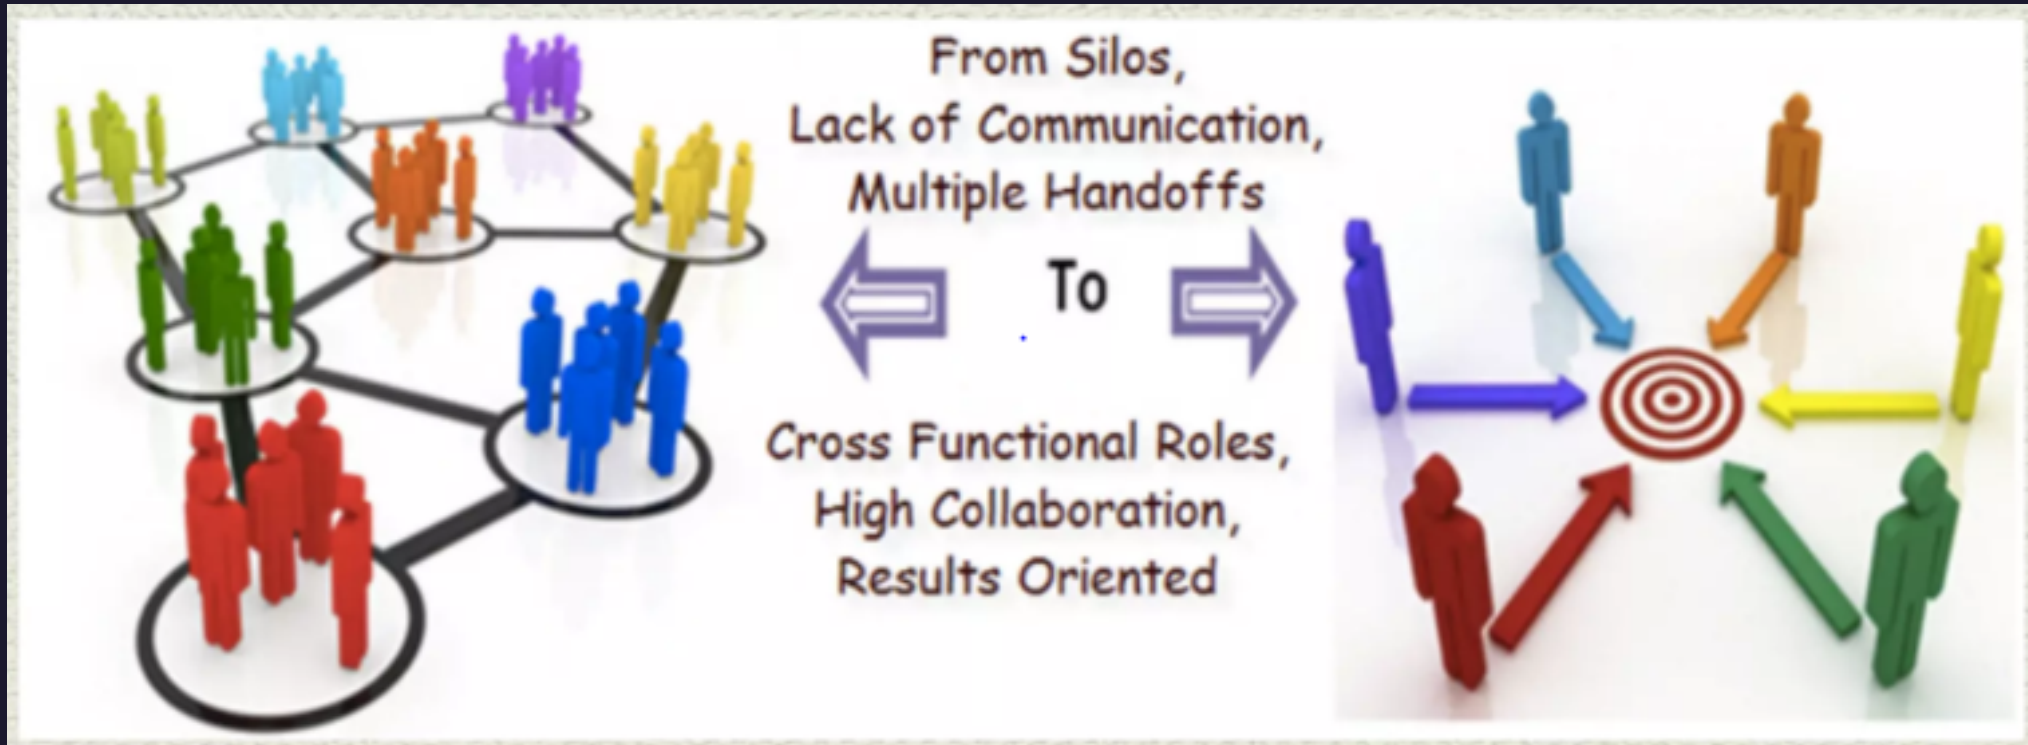 From Silos,
Lack of Communication,
Multiple Handoffs
To
Cross Functional Roles,
High Collaboration,
Results Oriented